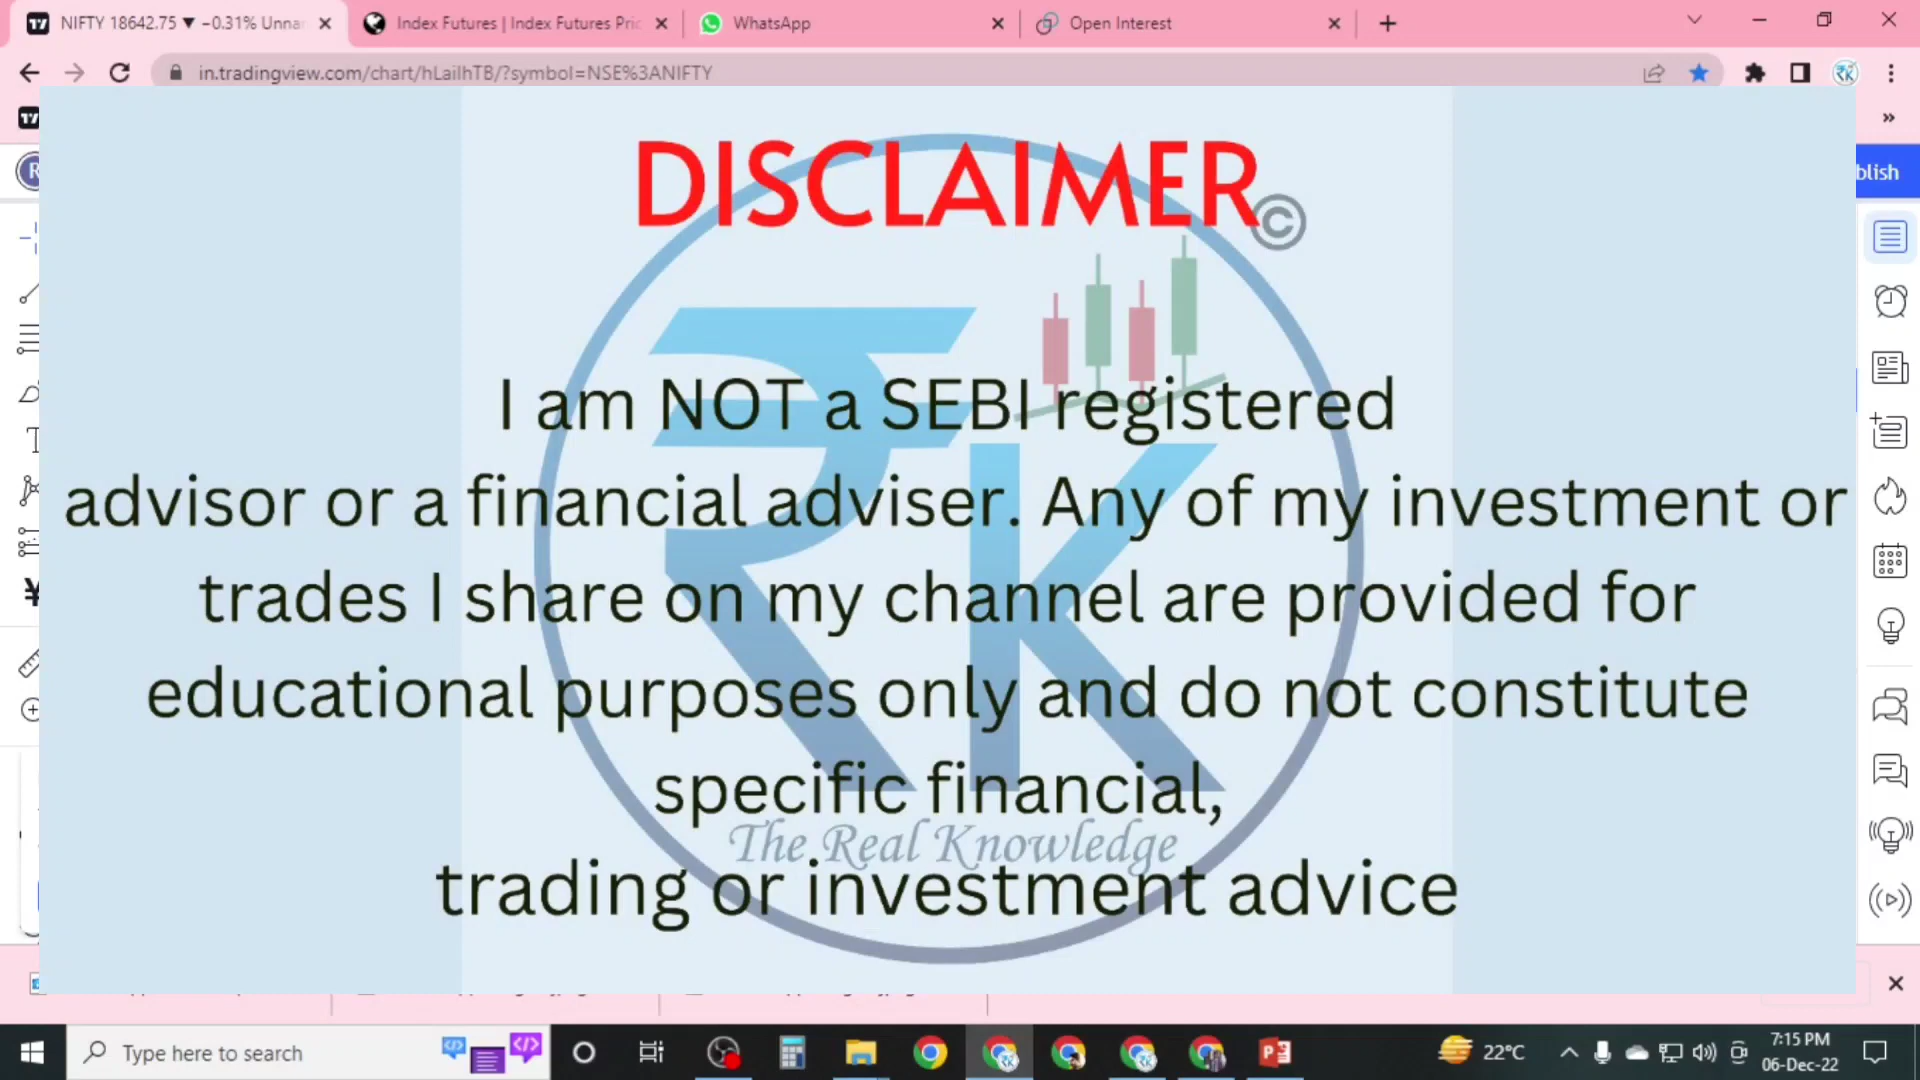 NIFTY 18642.75 ▼ −0.31% Unna
Index Futures | Index Futures Pric
WhatsApp
Open Interest
in.tradingview.com/chart/hLaiIhTB/?symbol=NSE%3ANIFTY
R
blish
DISCLAIMER
©
I am NOT a SEBI registered
advisor or a financial adviser. Any of my investment or
trades I share on my channel are provided for
educational purposes only and do not constitute
specific financial,
The Real Knowledge
trading or investment advice
Type here to search
22°C
7:15 PM
06-Dec-22